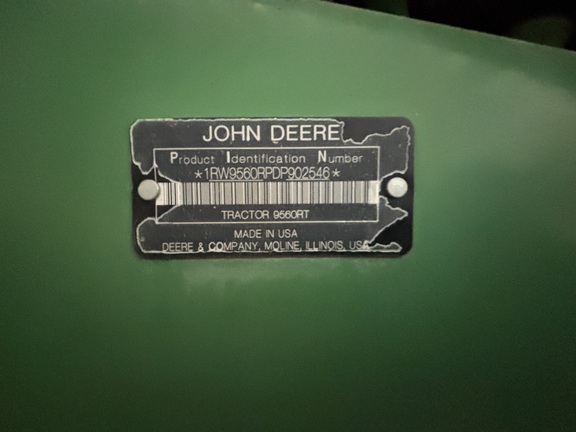 JOHN DEERE
Product Identification Number
*1RW9560RPDP902546*
TRACTOR 9560RT
MADE IN USA
DEERE & COMPANY, MOLINE, ILLINOIS, USA